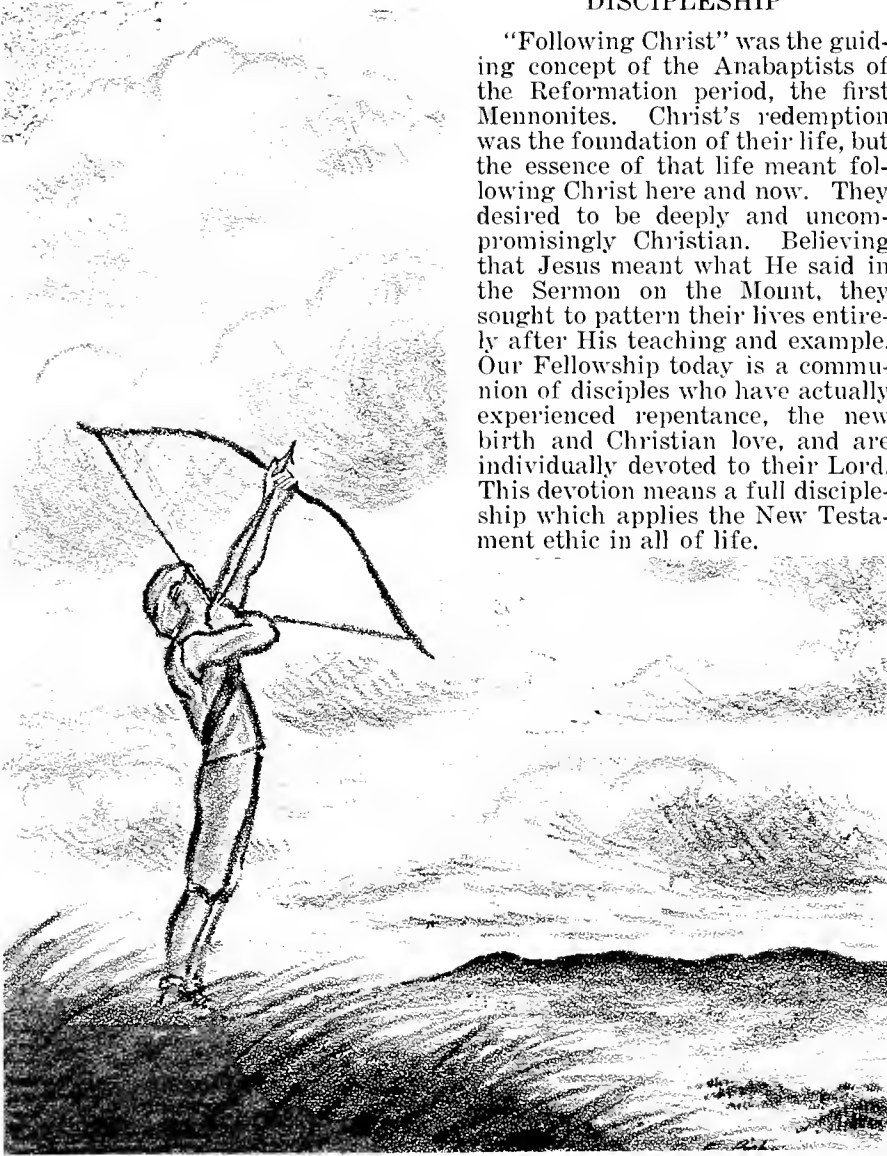 DISCIPLESHIP
"Following Christ" was the guid-
ing concept of the Anabaptists of
the Reformation period, the first
Mennonites. Christ's redemption
was the foundation of their life, but
the essence of that life meant fol-
lowing Christ here and now. They
desired to be deeply and uncom-
promisingly Christian. Believing
that Jesus meant what He said in
the Sermon on the Mount, they
sought to pattern their lives entire-
ly after His teaching and example.
Our Fellowship today is a commu-
nion of disciples who have actually
experienced repentance, the new
birth and Christian love, and are
individually devoted to their Lord.
This devotion means a full disciple-
ship which applies the New Testa-
ment ethic in all of life.